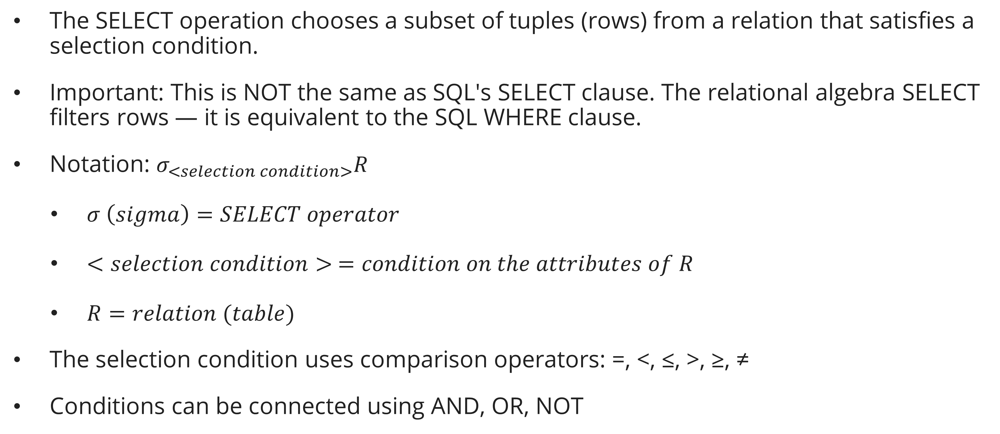 • The SELECT operation chooses a subset of tuples (rows) from a relation that satisfies a
selection condition.
• Important: This is NOT the same as SQL's SELECT clause. The relational algebra SELECT
filters rows — it is equivalent to the SQL WHERE clause.
• Notation: σ<selection condition>R
• σ (sigma) = SELECT operator
• < selection condition > = condition on the attributes of R
• R = relation (table)
• The selection condition uses comparison operators: =, <, ≤, >, ≥, ≠
• Conditions can be connected using AND, OR, NOT